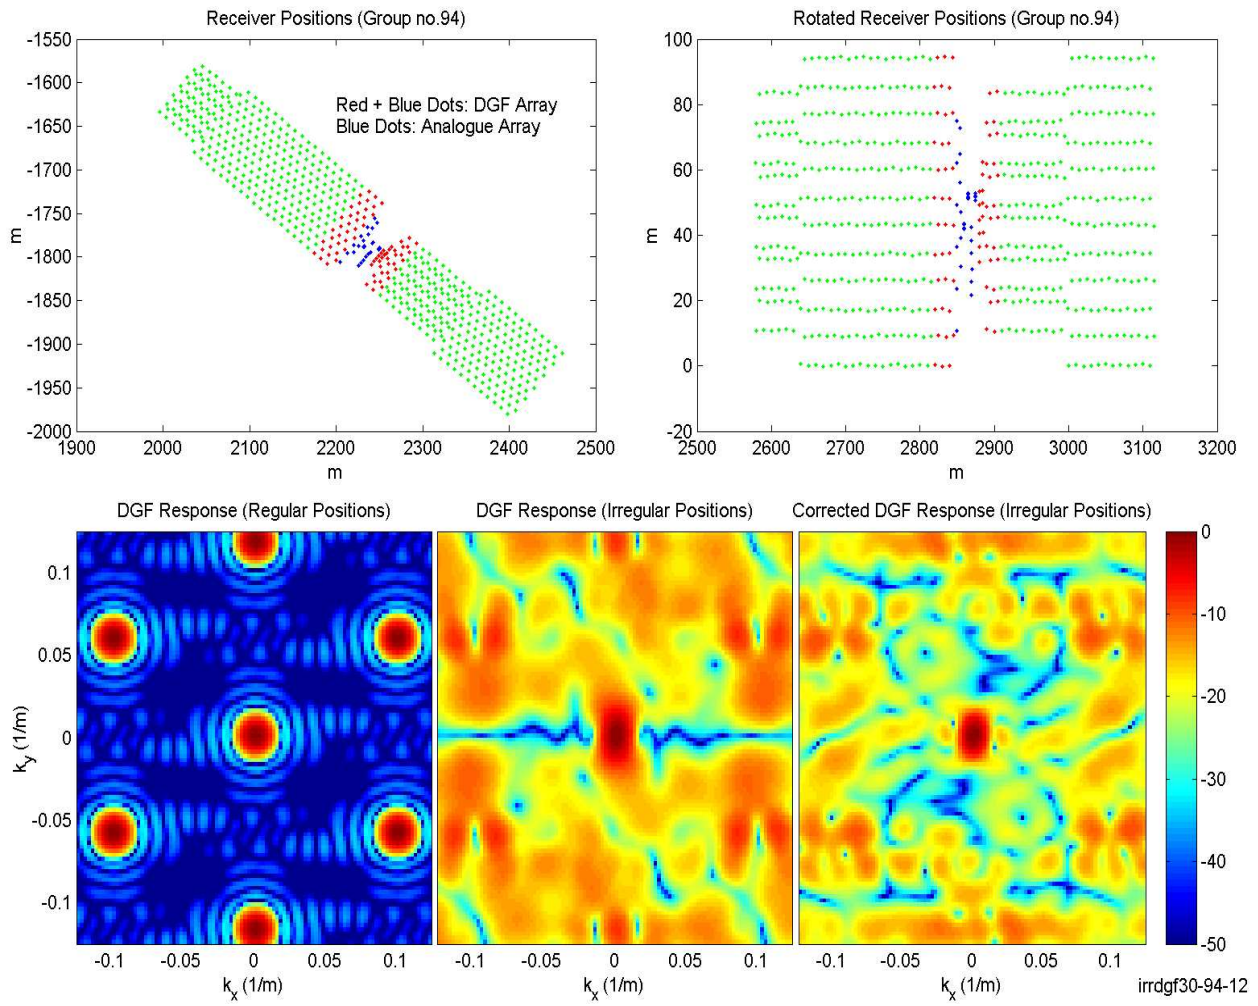 Receiver Positions (Group no.94)
-1550
-1600
-1650
-1700
-1750
-1800
-1850
-1900
-1950
-2000
m
Red + Blue Dots: DGF Array
Blue Dots: Analogue Array
1900 2000 2100 2200 2300 2400 2500
m
Rotated Receiver Positions (Group no.94)
100
80
60
40
20
0
-20
m
2500 2600 2700 2800 2900 3000 3100 3200
m
DGF Response (Regular Positions)
0.1
0.05
0
-0.05
-0.1
k_y (1/m)
-0.1 -0.05 0 0.05 0.1
k_x (1/m)
DGF Response (Irregular Positions)
-0.1 -0.05 0 0.05 0.1
k_x (1/m)
Corrected DGF Response (Irregular Positions)
-0.1 -0.05 0 0.05 0.1
k_x (1/m)
0
-10
-20
-30
-40
-50
irrdgf30-94-12